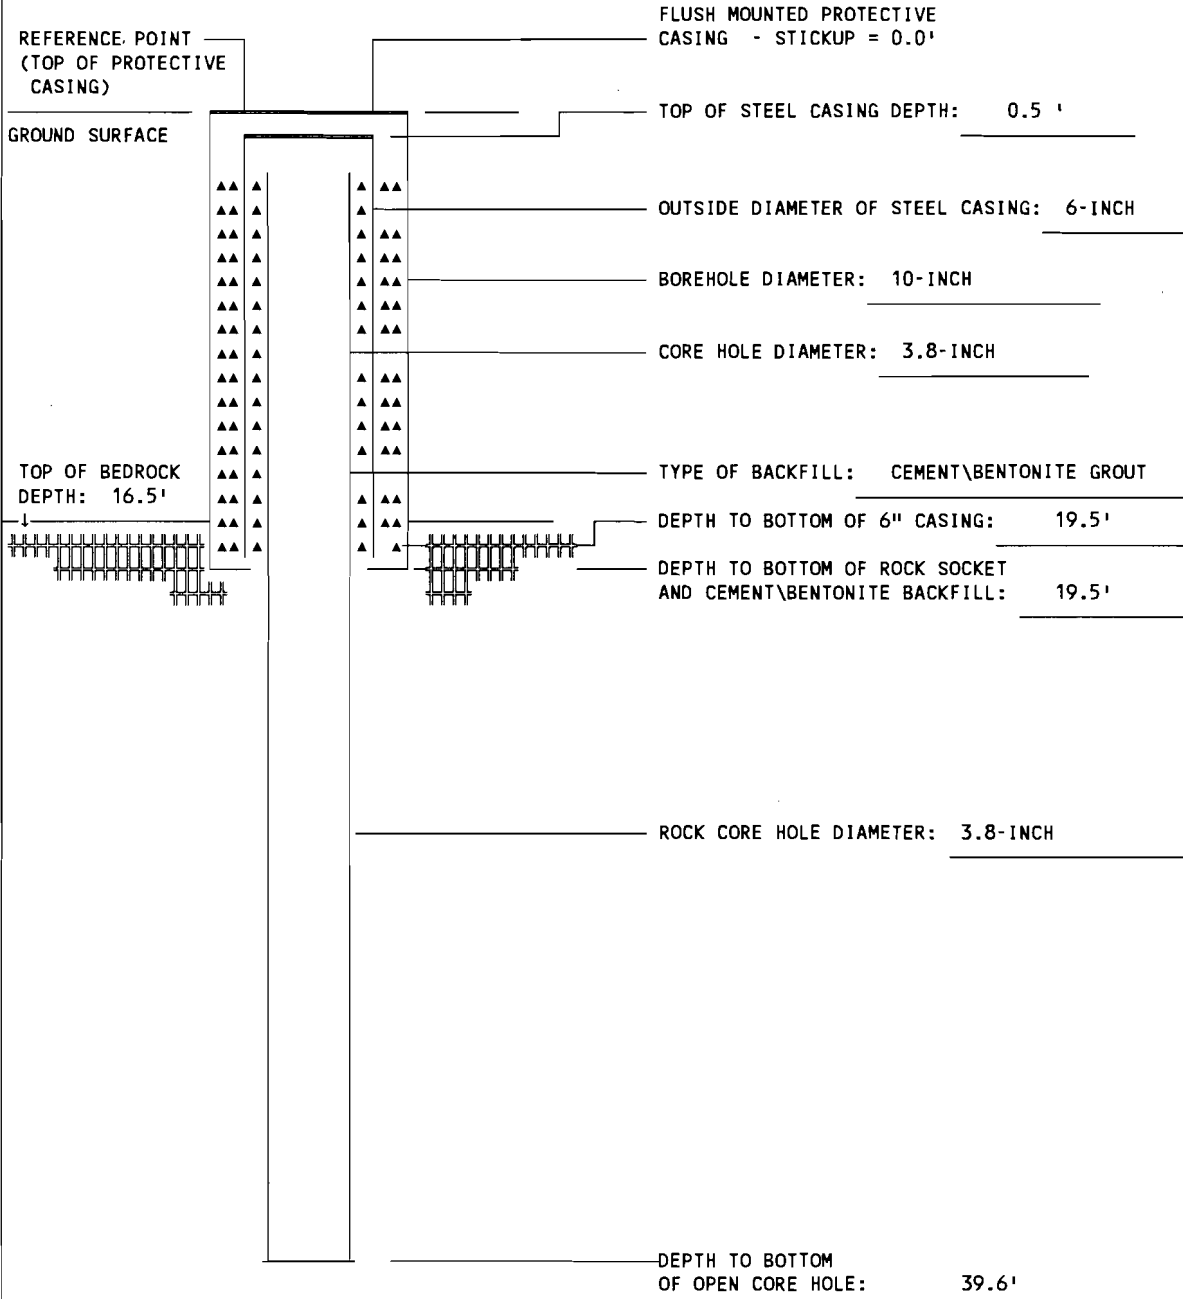 FLUSH MOUNTED PROTECTIVE
CASING - STICKUP = 0.0'
REFERENCE POINT
(TOP OF PROTECTIVE
CASING)
TOP OF STEEL CASING DEPTH: 0.5 '
GROUND SURFACE
OUTSIDE DIAMETER OF STEEL CASING: 6-INCH
BOREHOLE DIAMETER: 10-INCH
CORE HOLE DIAMETER: 3.8-INCH
TOP OF BEDROCK
DEPTH: 16.5'
TYPE OF BACKFILL: CEMENT\BENTONITE GROUT
DEPTH TO BOTTOM OF 6" CASING: 19.5'
DEPTH TO BOTTOM OF ROCK SOCKET
AND CEMENT\BENTONITE BACKFILL: 19.5'
ROCK CORE HOLE DIAMETER: 3.8-INCH
DEPTH TO BOTTOM
OF OPEN CORE HOLE: 39.6'